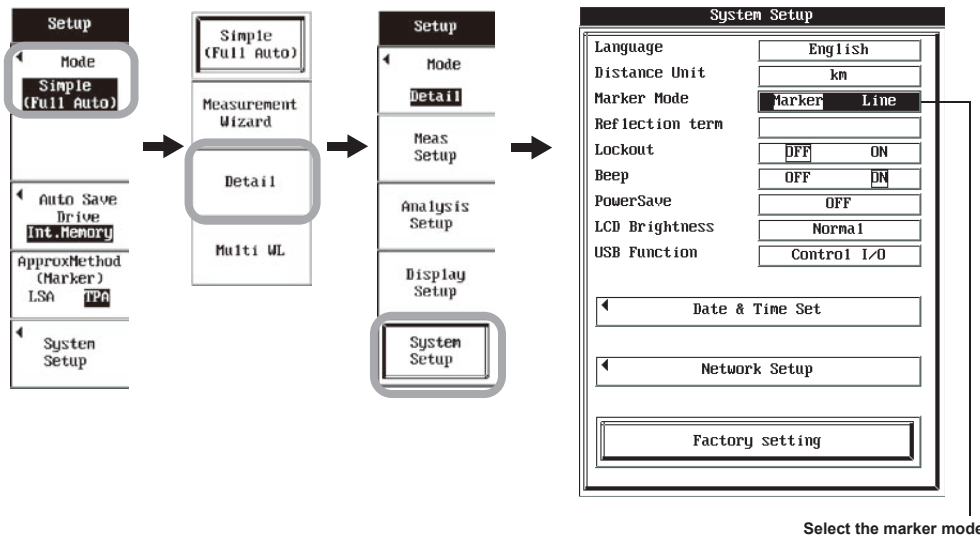 Setup
Mode
Simple
(Full Auto)
Auto Save
Drive
Int.Memory
ApproxMethod
(Marker)
LSA TPA
System
Setup
Simple
(Full Auto)
Measurement
Wizard
Detail
Multi WL
Setup
Mode
Detail
Meas
Setup
Analysis
Setup
Display
Setup
System
Setup
System Setup
Language English
Distance Unit km
Marker Mode Marker Line
Reflection term
Lockout OFF ON
Beep OFF ON
PowerSave OFF
LCD Brightness Normal
USB Function Control I/O
Date & Time Set
Network Setup
Factory setting
Select the marker mode